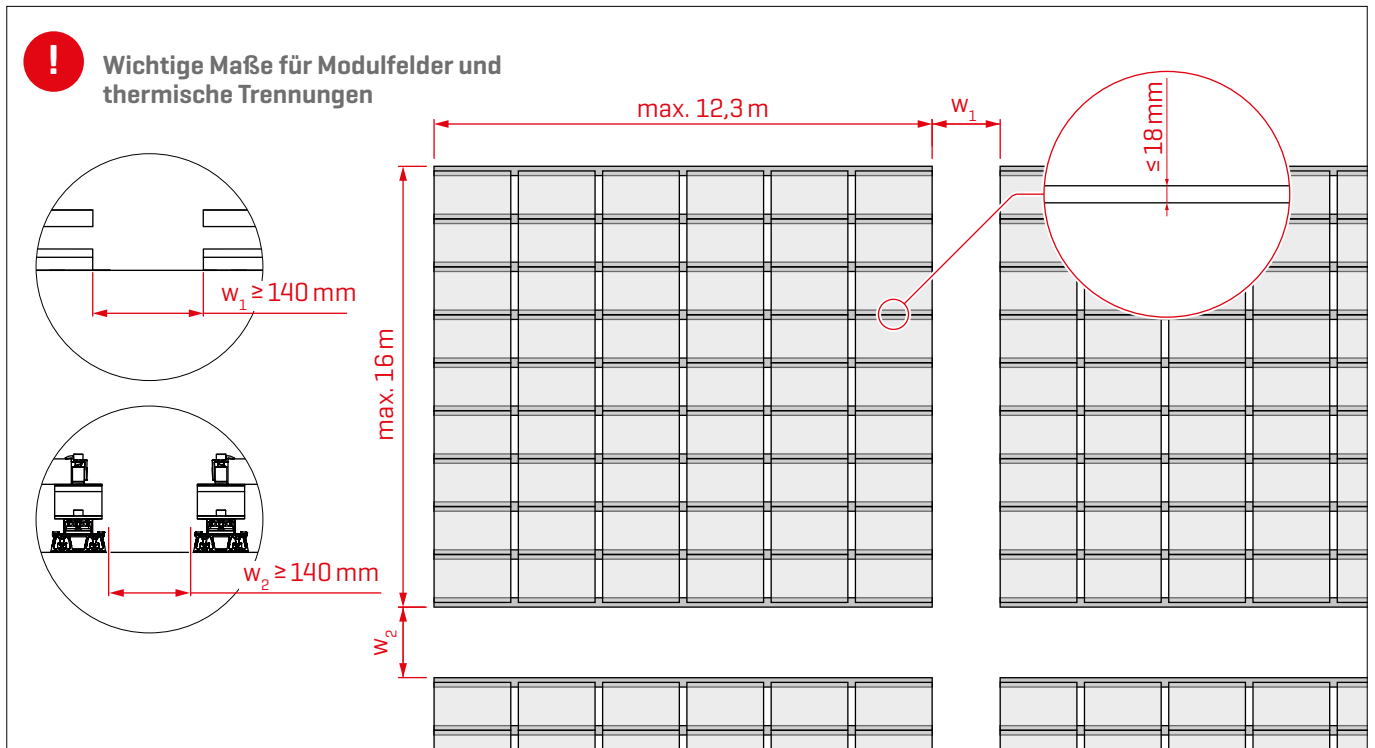 !
Wichtige Maße für Modulfelder und
thermische Trennungen
max. 12,3 m
w₁
≤ 18 mm
w₁ ≥ 140 mm
max. 16 m
w₂ ≥ 140 mm
w₂